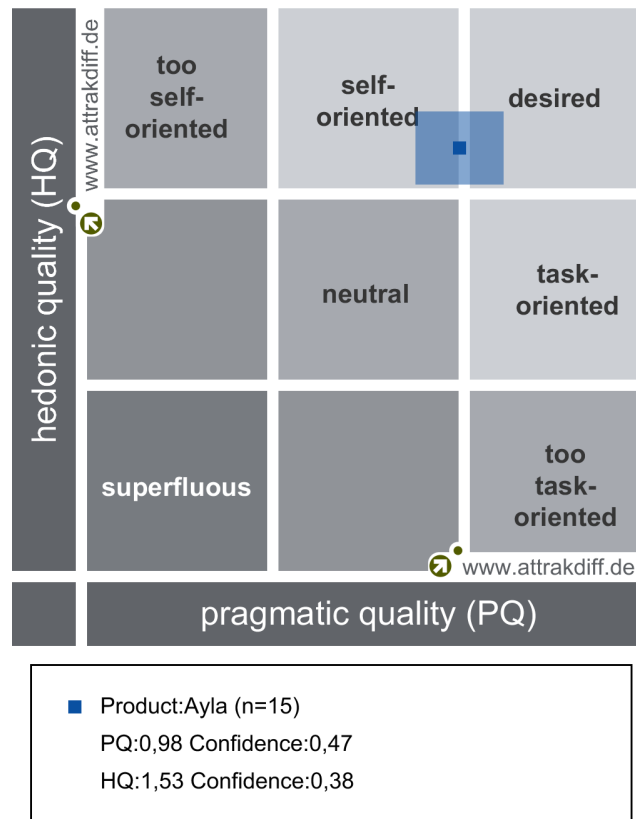 hedonic quality (HQ)
www.attrakdiff.de
too
self-
oriented
self-
oriented
desired
neutral
task-
oriented
superfluous
too
task-
oriented
www.attrakdiff.de
pragmatic quality (PQ)
Product:Ayla (n=15)
PQ:0,98 Confidence:0,47
HQ:1,53 Confidence:0,38